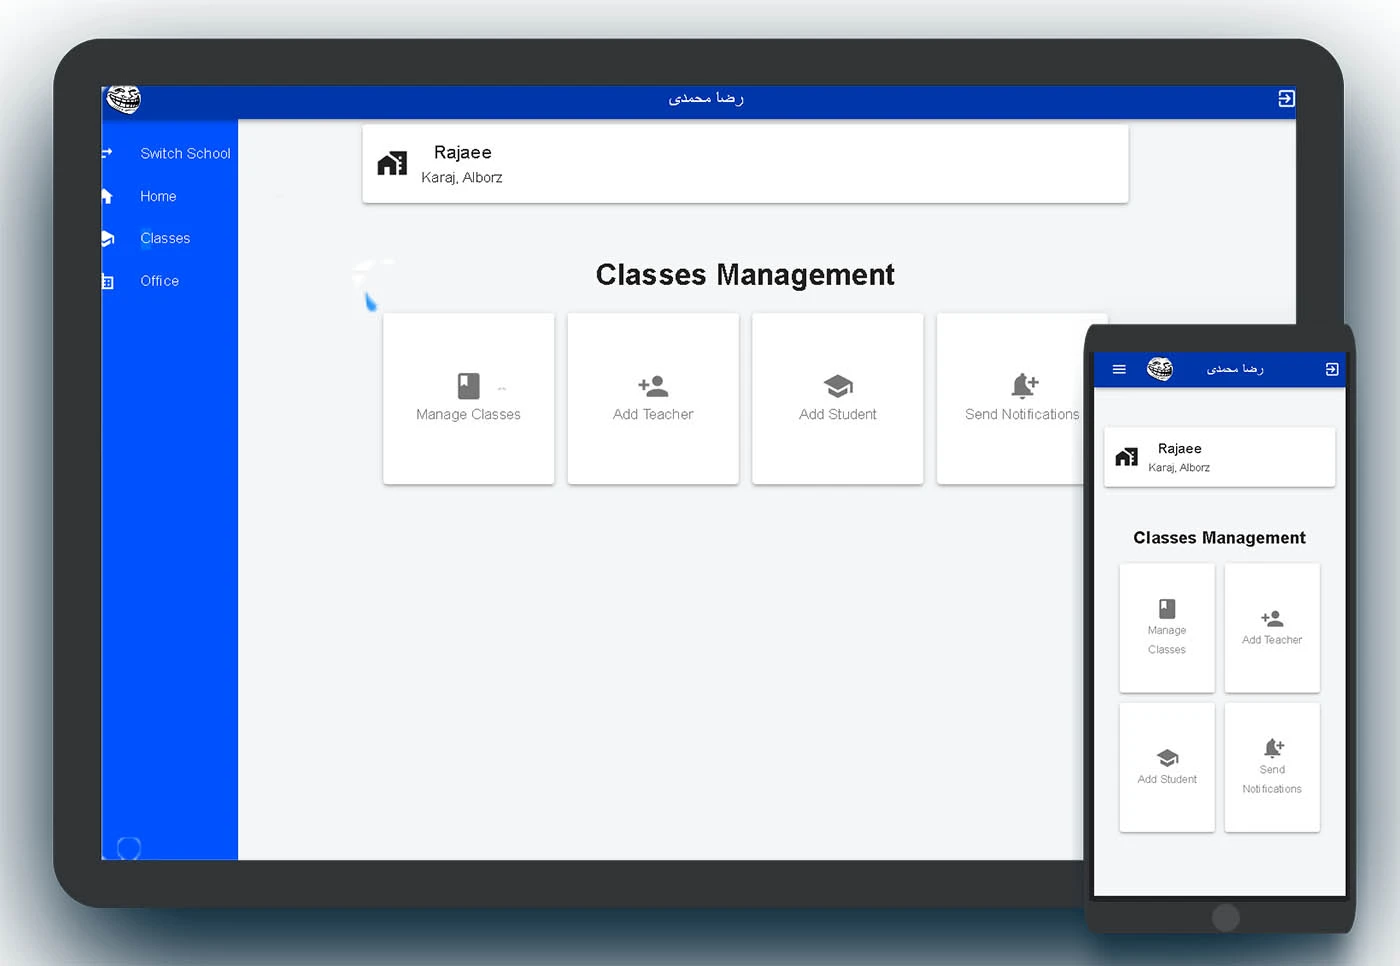 رضا محمدی
Switch School
Home
Classes
Office
Rajaee
Karaj, Alborz
Classes Management
Manage Classes
Add Teacher
Add Student
Send Notifications
رضا محمدی
Rajaee
Karaj, Alborz
Classes Management
Manage
Classes
Add Teacher
Add Student
Send
Notifications